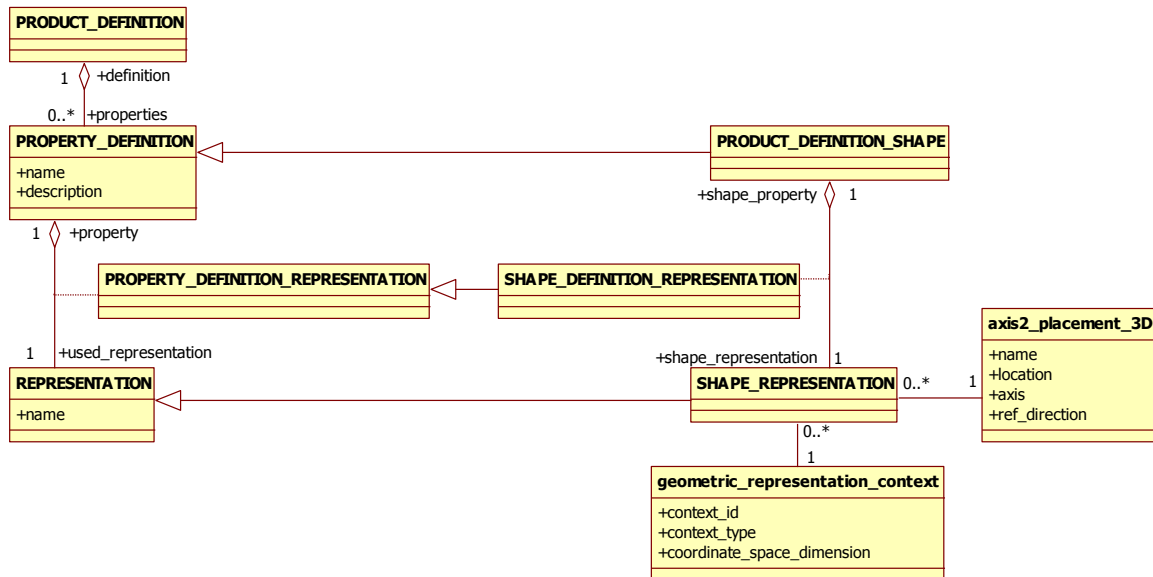 PRODUCT_DEFINITION
1 +definition
0..* +properties
PROPERTY_DEFINITION
+name
+description
PRODUCT_DEFINITION_SHAPE
+shape_property 1
1 +property
PROPERTY_DEFINITION_REPRESENTATION
SHAPE_DEFINITION_REPRESENTATION
1 +used_representation
+shape_representation 1
REPRESENTATION
+name
SHAPE_REPRESENTATION
0..* 1
axis2_placement_3D
+name
+location
+axis
+ref_direction
0..*
1
geometric_representation_context
+context_id
+context_type
+coordinate_space_dimension